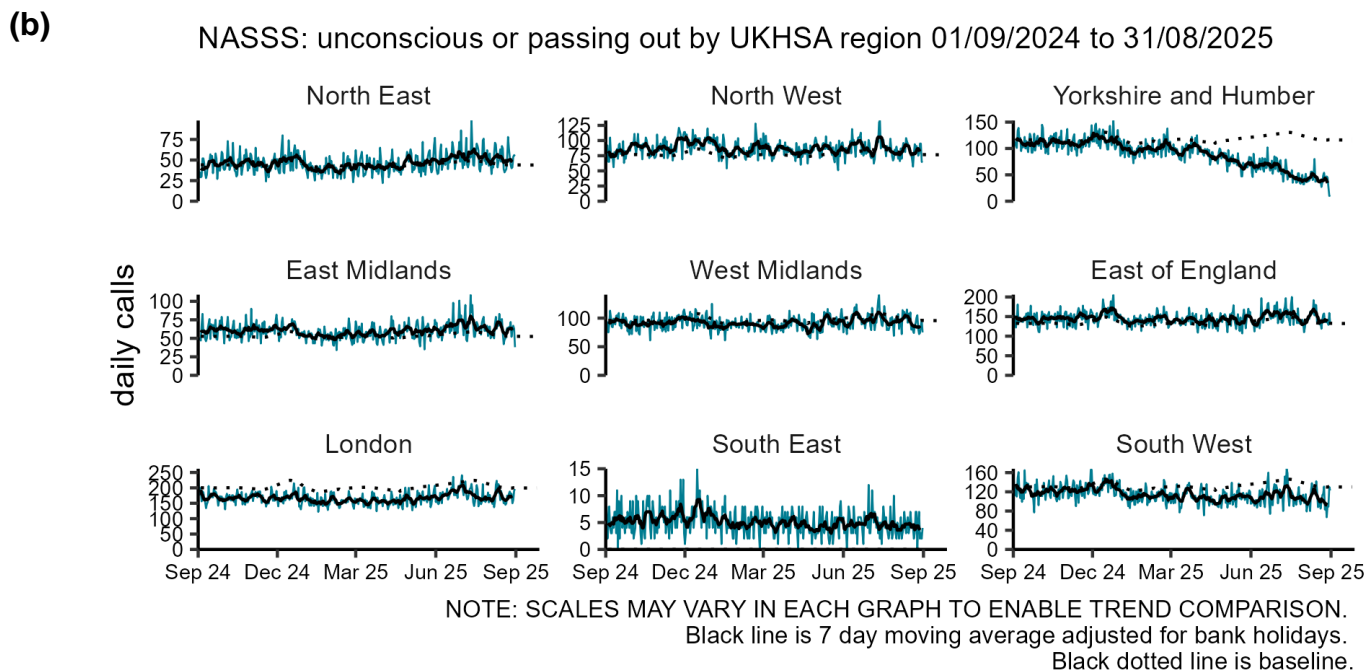 (b)
NASSS: unconscious or passing out by UKHSA region 01/09/2024 to 31/08/2025
North East
North West
Yorkshire and Humber
75
50
25
0
125
100
75
50
25
0
150
100
50
0
daily calls
East Midlands
West Midlands
East of England
100
75
50
25
0
100
50
0
200
150
100
50
0
London
South East
South West
250
200
150
100
50
0
15
10
5
0
160
120
80
40
0
Sep 24 Dec 24 Mar 25 Jun 25 Sep 25
Sep 24 Dec 24 Mar 25 Jun 25 Sep 25
Sep 24 Dec 24 Mar 25 Jun 25 Sep 25
NOTE: SCALES MAY VARY IN EACH GRAPH TO ENABLE TREND COMPARISON.
Black line is 7 day moving average adjusted for bank holidays.
Black dotted line is baseline.